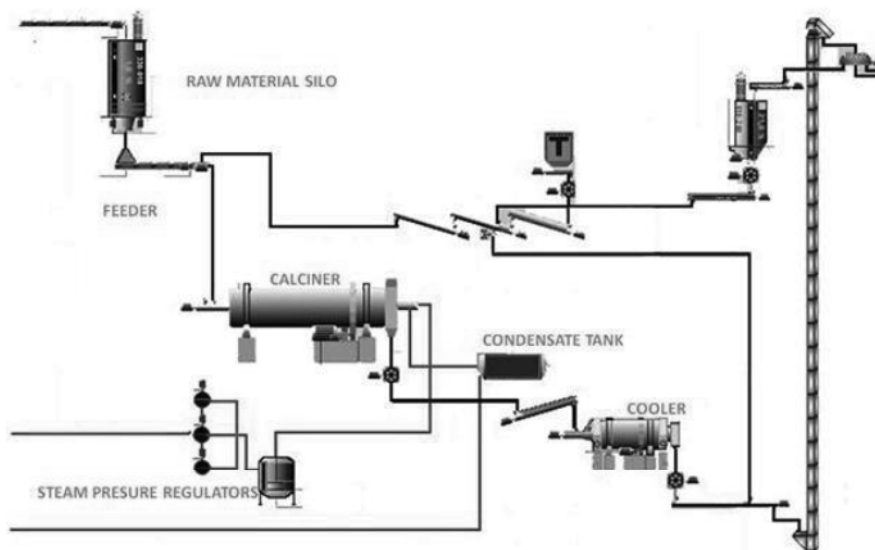 RAW MATERIAL SILO
T
FEEDER
CALCINER
CONDENSATE TANK
COOLER
STEAM PRESURE REGULATORS